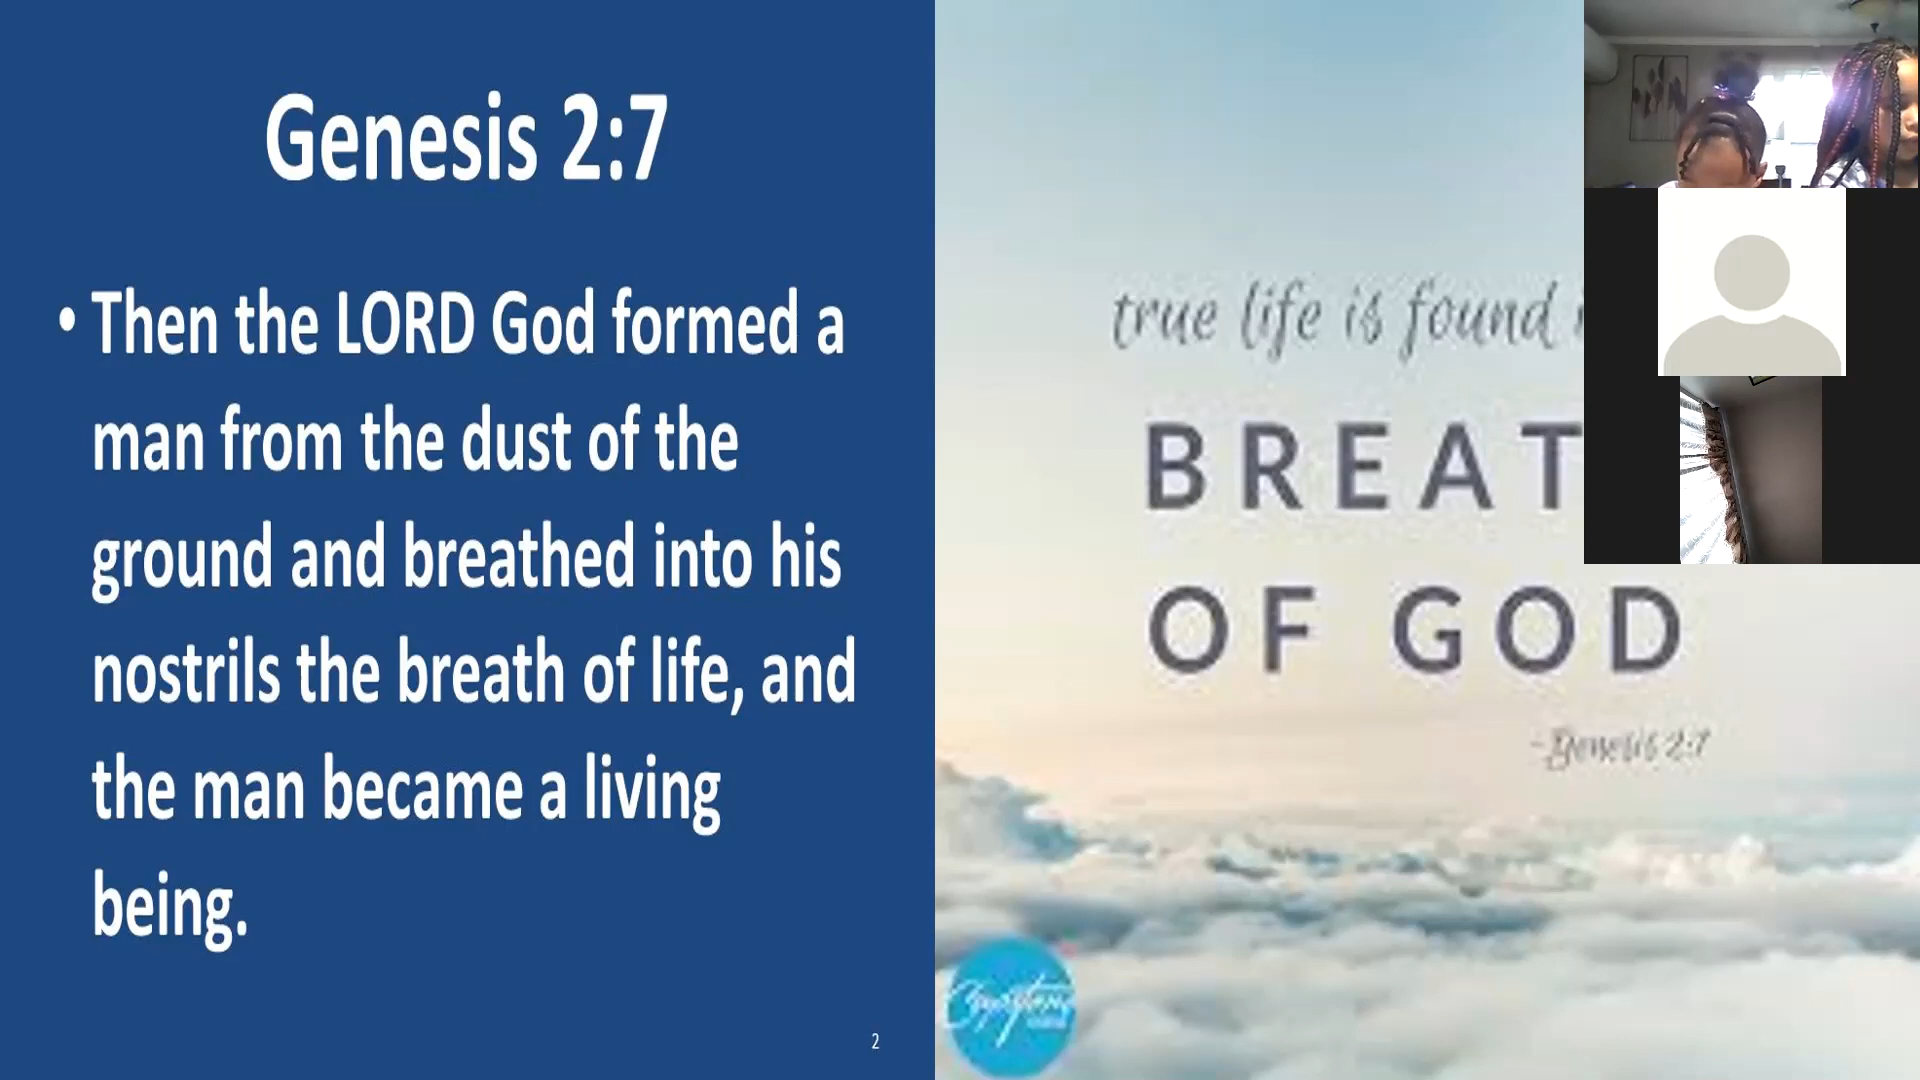 Genesis 2:7
• Then the LORD God formed a
man from the dust of the
ground and breathed into his
nostrils the breath of life, and
the man became a living
being.
2
true life is found
BREAT
OF GOD
-Genesis 2:7